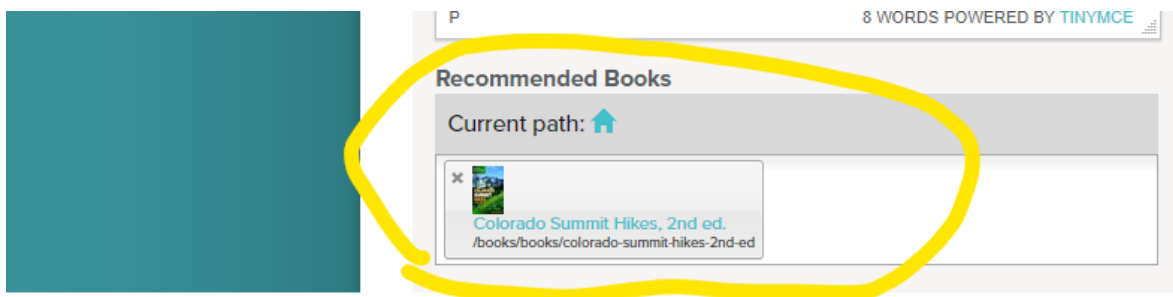 P
8 WORDS POWERED BY TINYMCE
Recommended Books
Current path:
Colorado Summit Hikes, 2nd ed.
/books/books/colorado-summit-hikes-2nd-ed